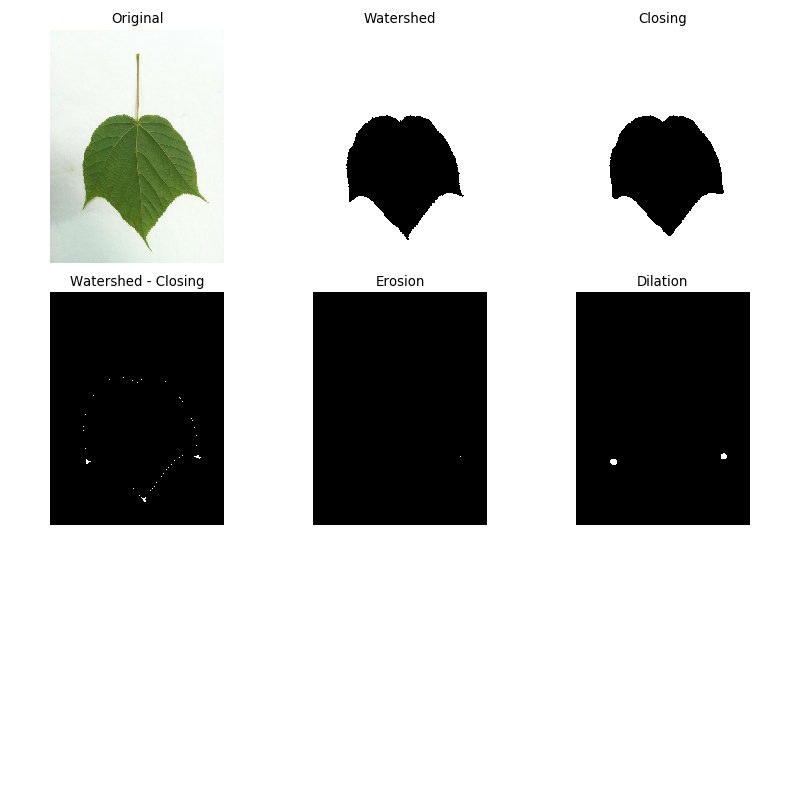 Original
Watershed
Closing
Watershed - Closing
Erosion
Dilation